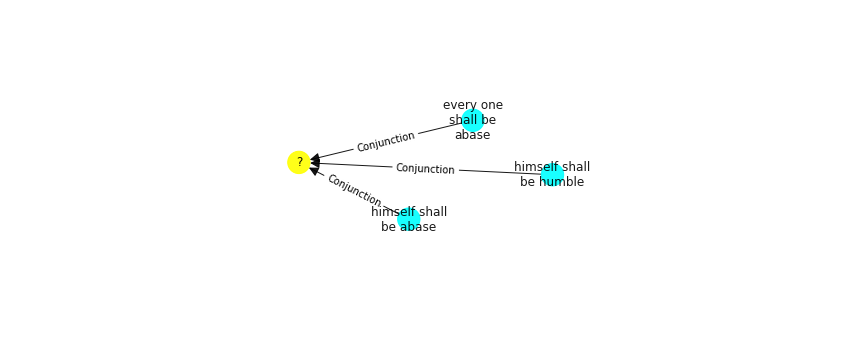 every one
shall be
abase
Conjunction
?
Conjunction
himself shall
be humble
Conjunction
himself shall
be abase